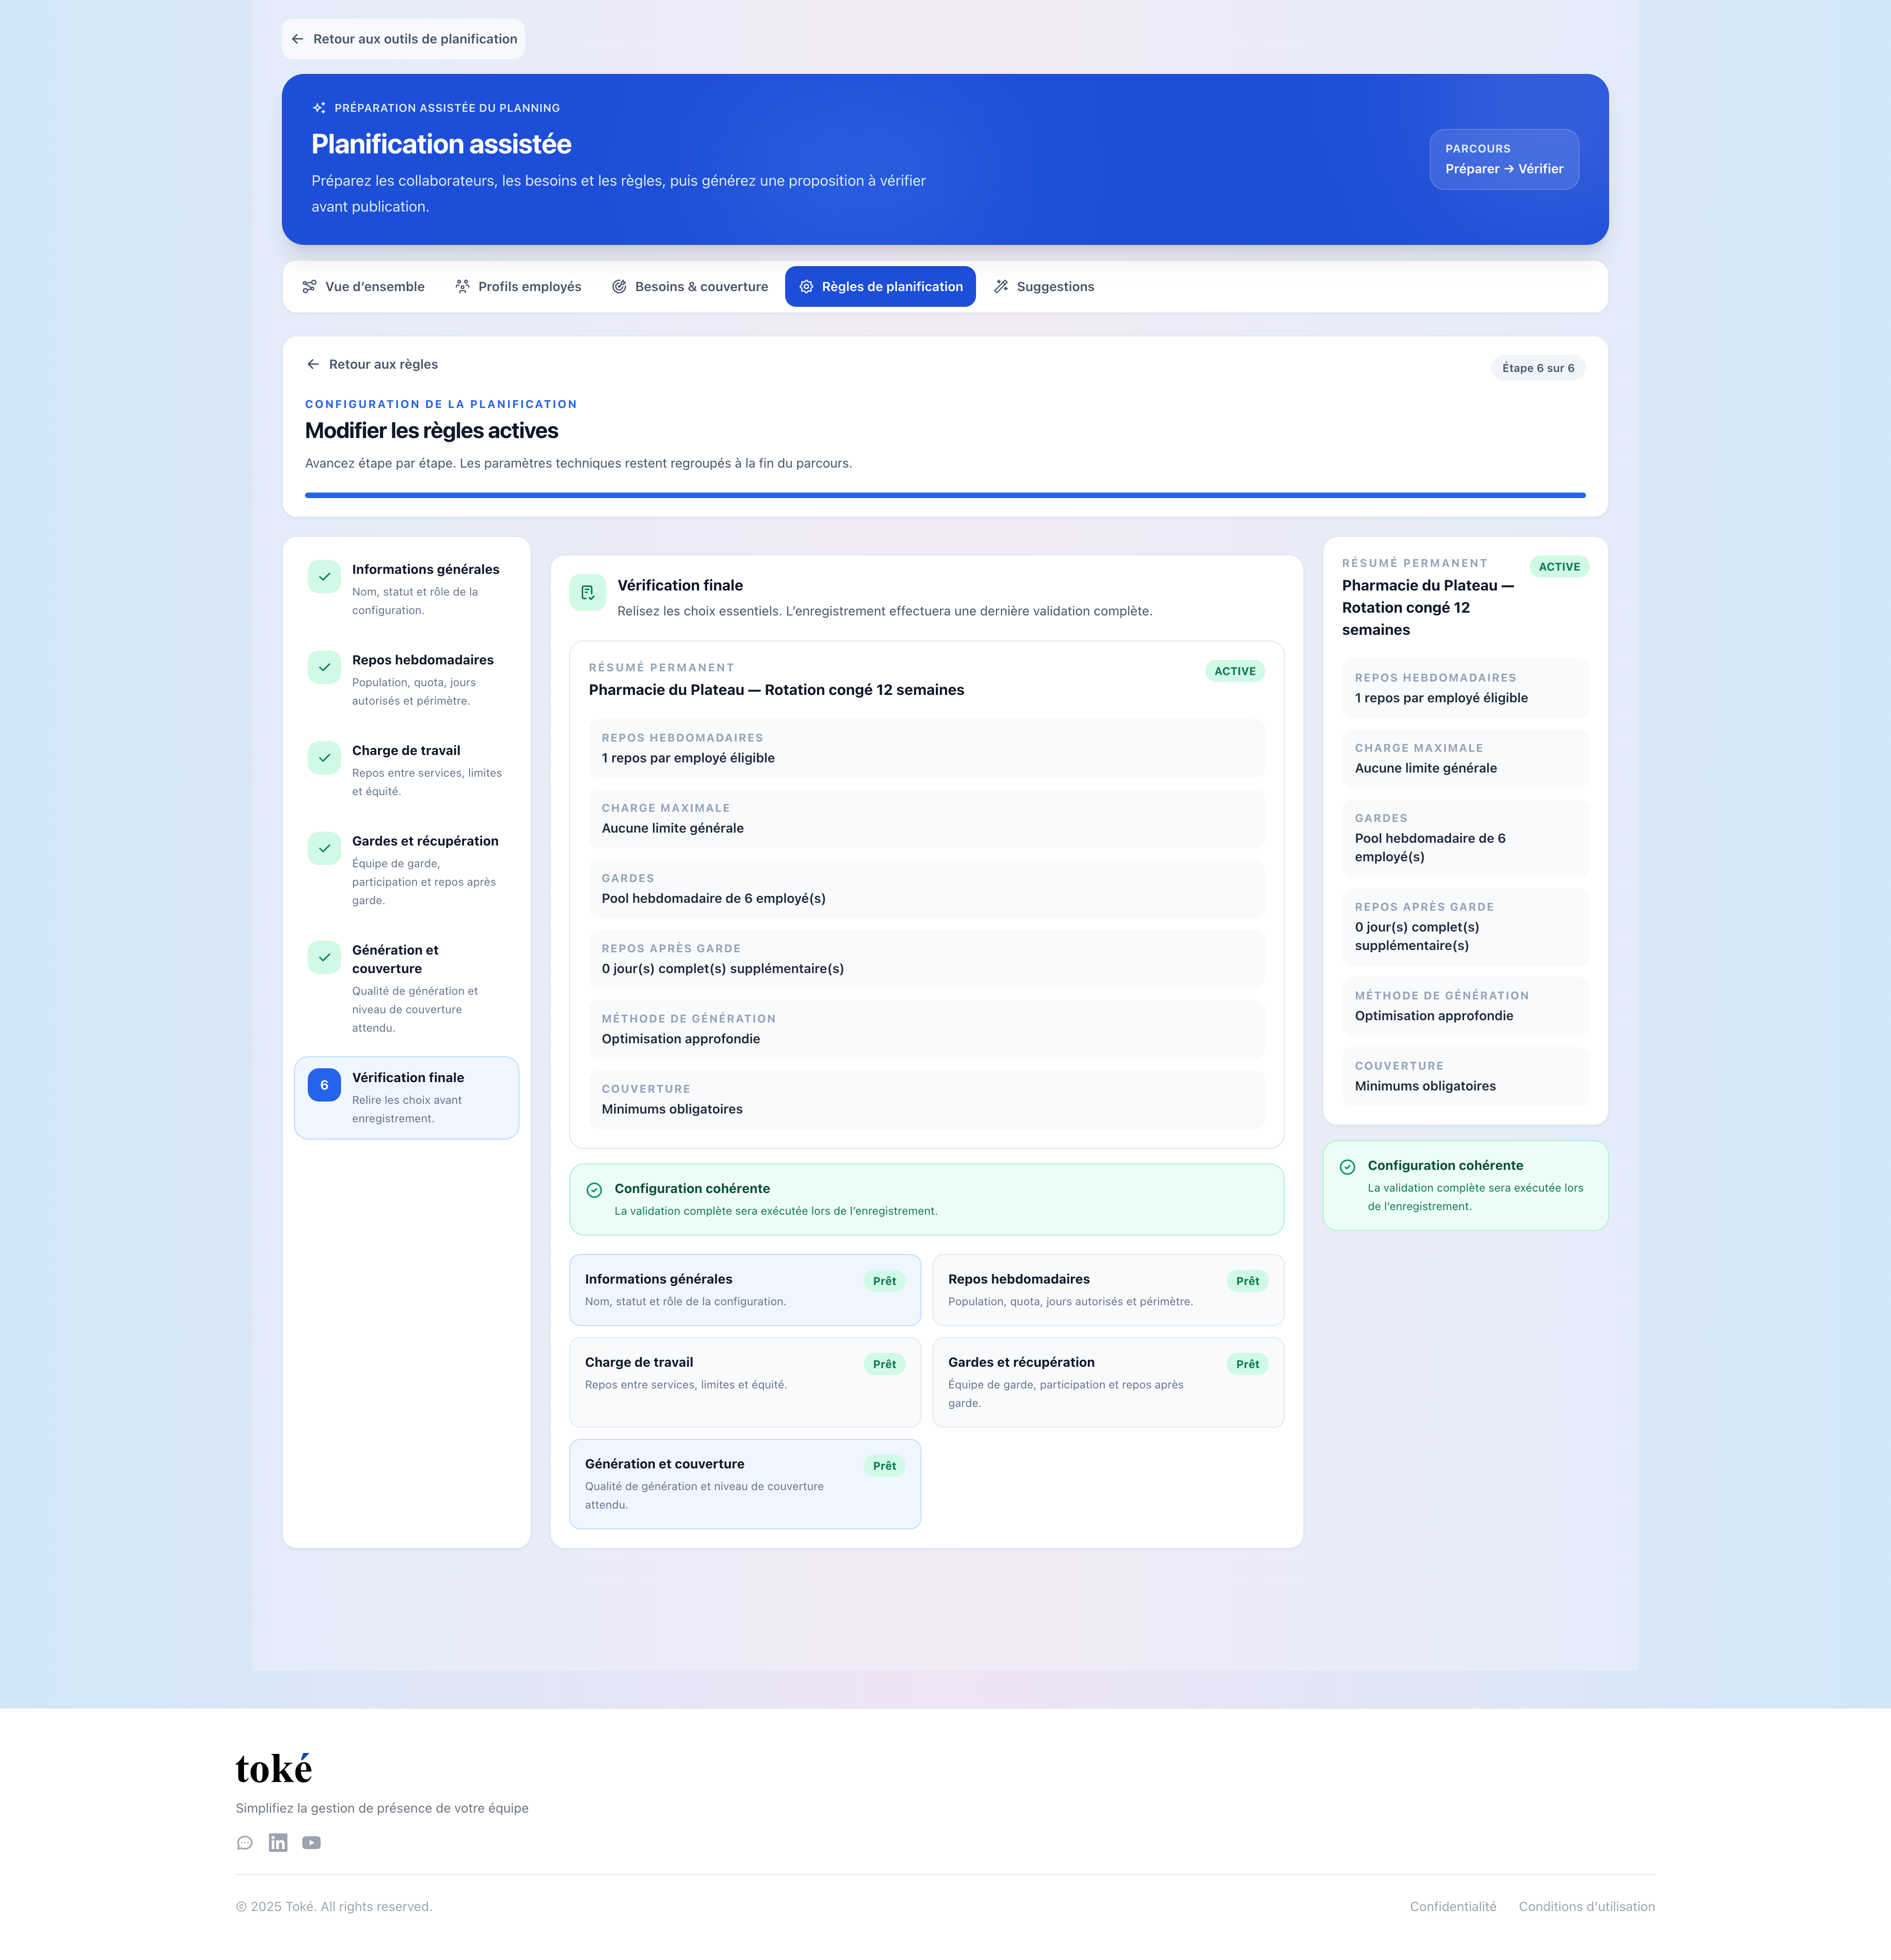 Retour aux outils de planification
PRÉPARATION ASSISTÉE DU PLANNING
Planification assistée
Préparez les collaborateurs, les besoins et les règles, puis générez une proposition à vérifier
avant publication.
PARCOURS
Préparer → Vérifier
Vue d'ensemble
Profils employés
Besoins & couverture
Règles de planification
Suggestions
Retour aux règles
Étape 6 sur 6
CONFIGURATION DE LA PLANIFICATION
Modifier les règles actives
Avancez étape par étape. Les paramètres techniques restent regroupés à la fin du parcours.
Informations générales
Nom, statut et rôle de la
configuration.
Repos hebdomadaires
Population, quota, jours
autorisés et périmètre.
Charge de travail
Repos entre services, limites
et équité.
Gardes et récupération
Équipe de garde,
participation et repos après
garde.
Génération et
couverture
Qualité de génération et
niveau de couverture
attendu.
6
Vérification finale
Relire les choix avant
enregistrement.
Vérification finale
Relisez les choix essentiels. L'enregistrement effectuera une dernière validation complète.
RÉSUMÉ PERMANENT
ACTIVE
Pharmacie du Plateau — Rotation congé 12 semaines
REPOS HEBDOMADAIRES
1 repos par employé éligible
CHARGE MAXIMALE
Aucune limite générale
GARDES
Pool hebdomadaire de 6 employé(s)
REPOS APRÈS GARDE
0 jour(s) complet(s) supplémentaire(s)
MÉTHODE DE GÉNÉRATION
Optimisation approfondie
COUVERTURE
Minimums obligatoires
Configuration cohérente
La validation complète sera exécutée lors de l'enregistrement.
Informations générales
Prêt
Nom, statut et rôle de la configuration.
Repos hebdomadaires
Prêt
Population, quota, jours autorisés et périmètre.
Charge de travail
Prêt
Repos entre services, limites et équité.
Gardes et récupération
Prêt
Équipe de garde, participation et repos après
garde.
Génération et couverture
Prêt
Qualité de génération et niveau de couverture
attendu.
RÉSUMÉ PERMANENT
ACTIVE
Pharmacie du Plateau —
Rotation congé 12
semaines
REPOS HEBDOMADAIRES
1 repos par employé éligible
CHARGE MAXIMALE
Aucune limite générale
GARDES
Pool hebdomadaire de 6
employé(s)
REPOS APRÈS GARDE
0 jour(s) complet(s)
supplémentaire(s)
MÉTHODE DE GÉNÉRATION
Optimisation approfondie
COUVERTURE
Minimums obligatoires
Configuration cohérente
La validation complète sera exécutée lors
de l'enregistrement.
toké
Simplifiez la gestion de présence de votre équipe
© 2025 Toké. All rights reserved.
Confidentialité
Conditions d'utilisation